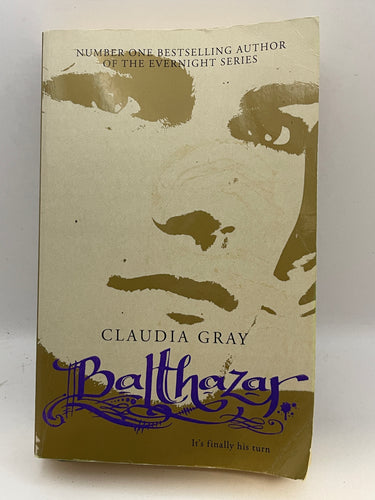 NUMBER ONE BESTSELLING AUTHOR
OF THE EVERNIGHT SERIES
CLAUDIA GRAY
Balthazar
It's finally his turn